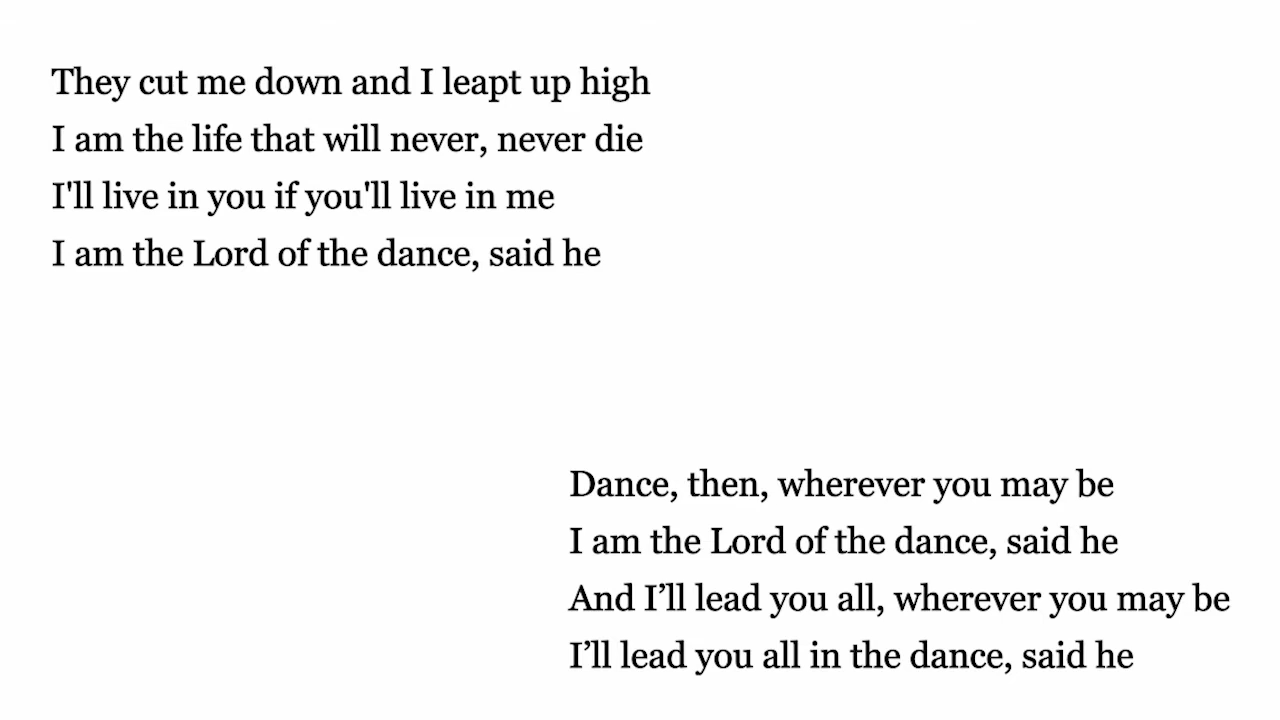 They cut me down and I leapt up high
I am the life that will never, never die
I'll live in you if you'll live in me
I am the Lord of the dance, said he
Dance, then, wherever you may be
I am the Lord of the dance, said he
And I’ll lead you all, wherever you may be
I’ll lead you all in the dance, said he